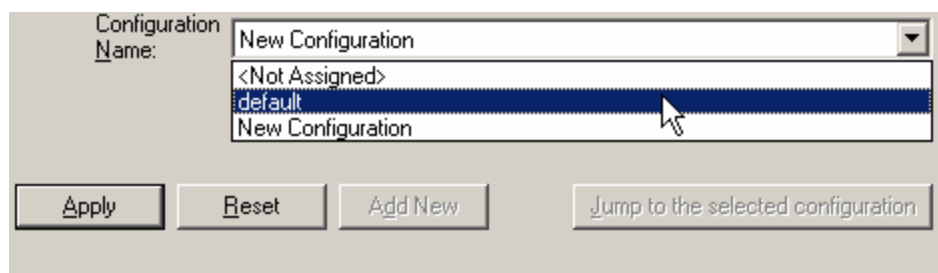 Configuration
Name:
New Configuration
<Not Assigned>
default
New Configuration
Apply Reset Add New Jump to the selected configuration